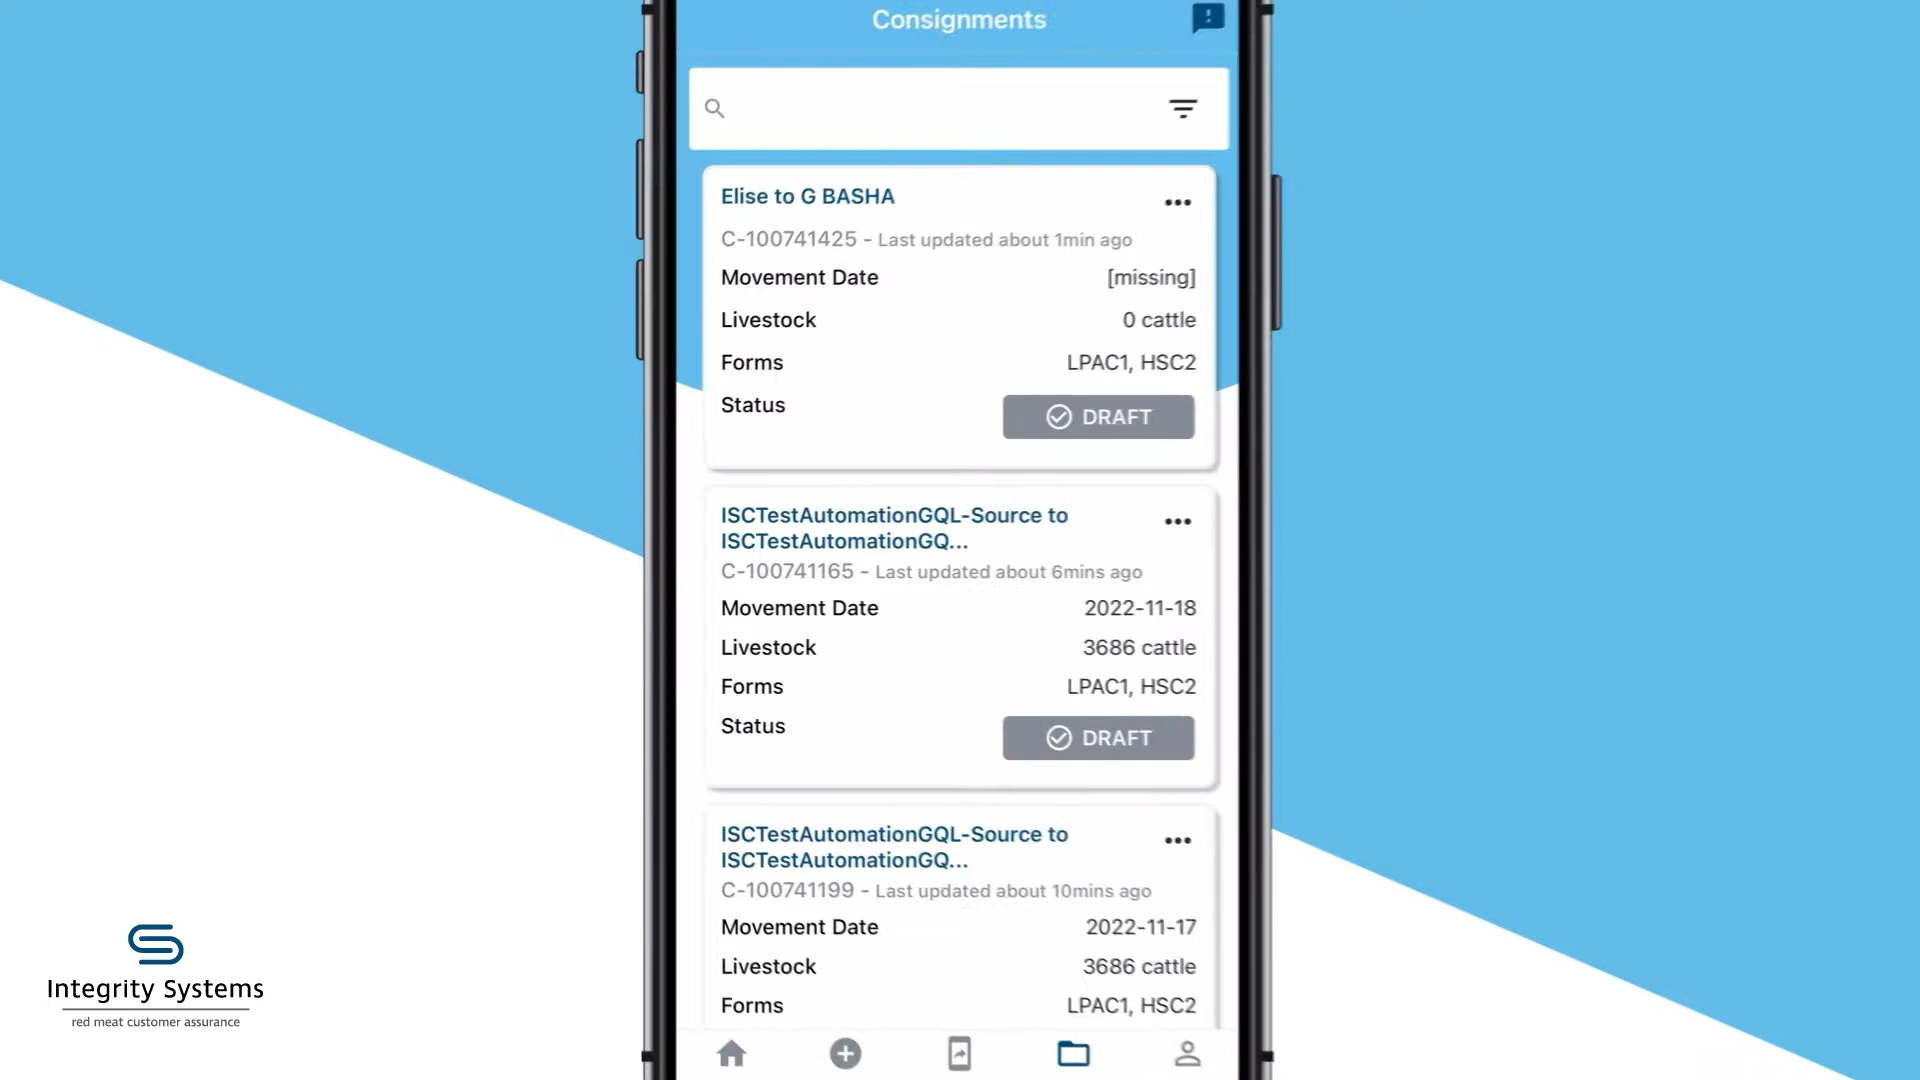 Consignments
Elise to G BASHA
C-100741425 - Last updated about 1min ago
Movement Date [missing]
Livestock 0 cattle
Forms LPAC1, HSC2
Status DRAFT
ISCTestAutomationGQL-Source to
ISCTestAutomationGQ...
C-100741165 - Last updated about 6mins ago
Movement Date 2022-11-18
Livestock 3686 cattle
Forms LPAC1, HSC2
Status DRAFT
ISCTestAutomationGQL-Source to
ISCTestAutomationGQ...
C-100741199 - Last updated about 10mins ago
Movement Date 2022-11-17
Livestock 3686 cattle
Forms LPAC1, HSC2
Integrity Systems
red meat customer assurance